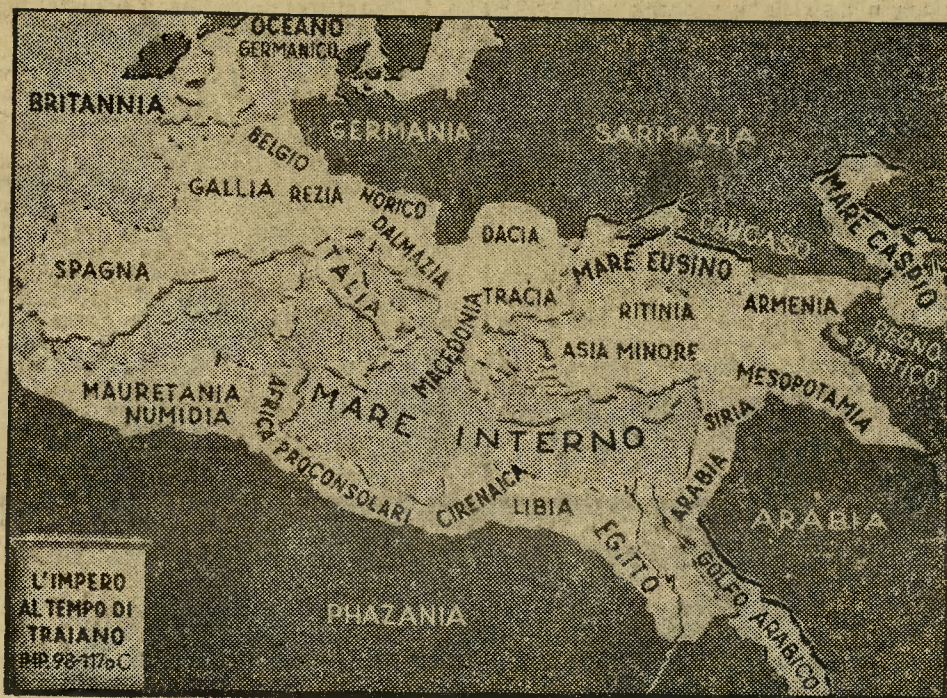 OCEANO
GERMANICO
BRITANNIA
GERMANIA
SARMAZIA
BELGIO
GALLIA
REZIA
NORICO
DALMAZIA
DACIA
CAUCASO
MARE CASPIO
SPAGNA
ITALIA
MARE EUSINO
TRACIA
RITINIA
ARMENIA
MACEDONIA
ASIA MINORE
REGNO
PARTICO
MAURETANIA
NUMIDIA
AFRICA PROCONSOLARI
MARE
INTERNO
MESOPOTAMIA
SIRIA
CIRENAICA
LIBIA
ARABIA
ARABIA
EGITTO
GOLFO ARABICO
PHAZANIA
L'IMPERO
AL TEMPO DI
TRAIANO
IMP. 98-117 p C